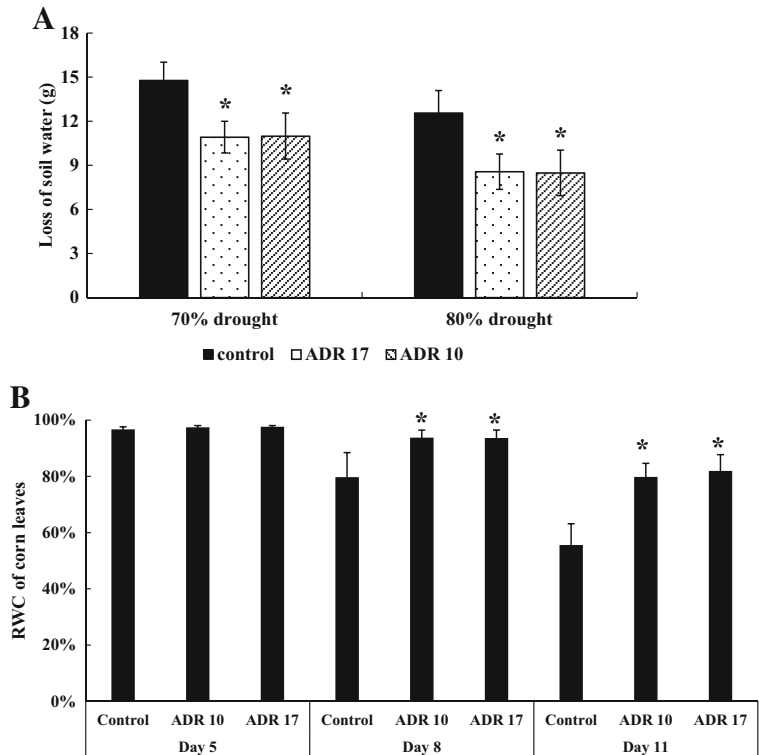 A
Loss of soil water (g)
18
15
12
9
6
3
0
* * * *
70% drought 80% drought
control ADR 17 ADR 10
B
RWC of corn leaves
100%
80%
60%
40%
20%
0%
* * * *
Control ADR 10 ADR 17 Control ADR 10 ADR 17 Control ADR 10 ADR 17
Day 5 Day 8 Day 11